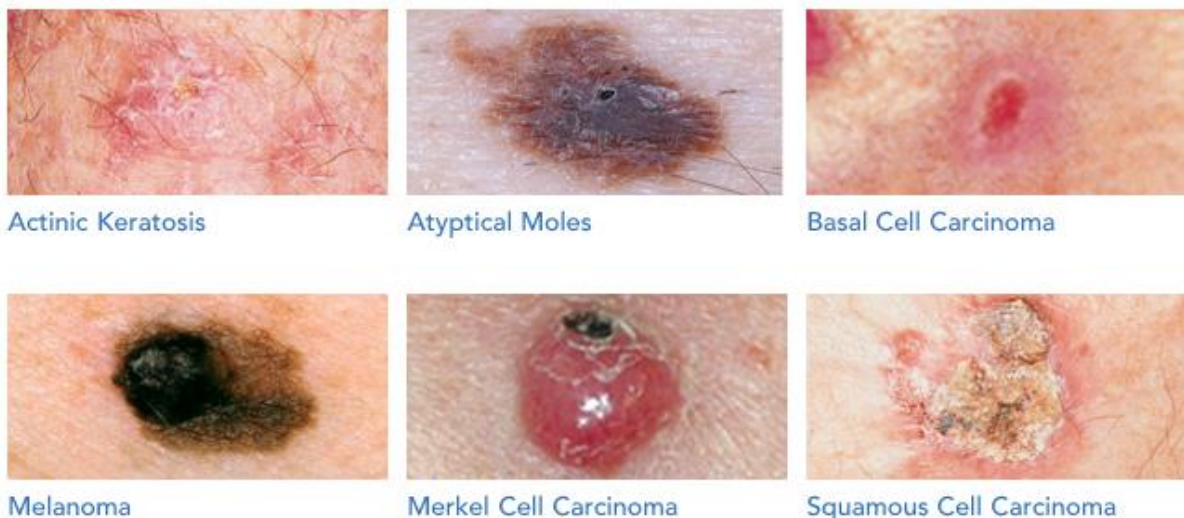 Actinic Keratosis
Atyptical Moles
Basal Cell Carcinoma
Melanoma
Merkel Cell Carcinoma
Squamous Cell Carcinoma